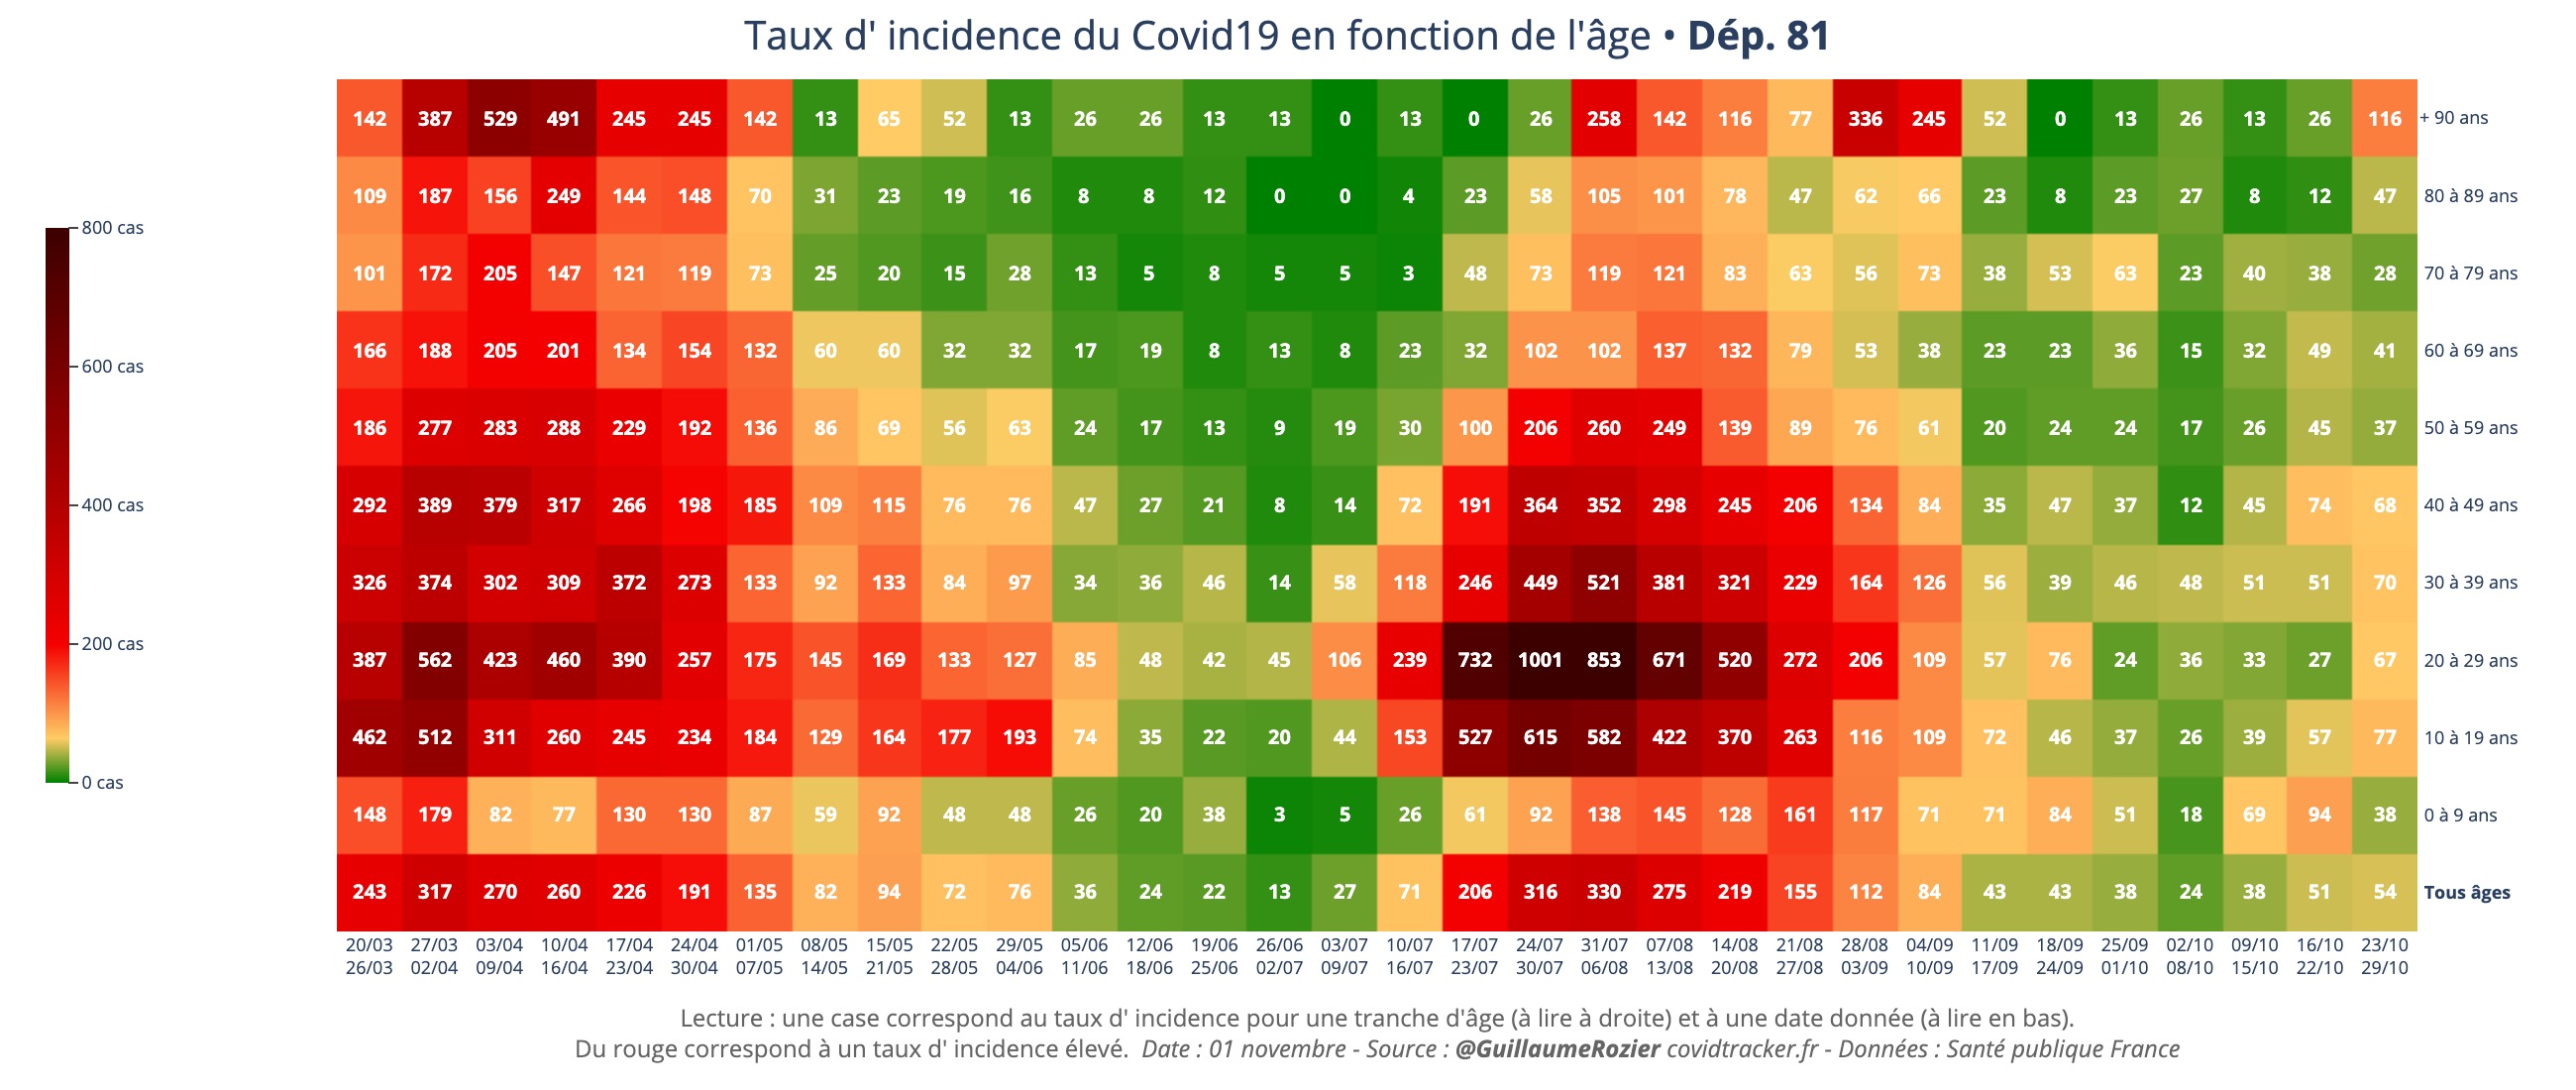 Taux d' incidence du Covid19 en fonction de l'âge • Dép. 81
142 387 529 491 245 245 142 13 65 52 13 26 26 13 13 0 13 0 26 258 142 116 77 336 245 52 0 13 26 13 26 116 + 90 ans
109 187 156 249 144 148 70 31 23 19 16 8 8 12 0 0 4 23 58 105 101 78 47 62 66 23 8 23 27 8 12 47 80 à 89 ans
800 cas
101 172 205 147 121 119 73 25 20 15 28 13 5 8 5 5 3 48 73 119 121 83 63 56 73 38 53 63 23 40 38 28 70 à 79 ans
166 188 205 201 134 154 132 60 60 32 32 17 19 8 13 8 23 32 102 102 137 132 79 53 38 23 23 36 15 32 49 41 60 à 69 ans
600 cas
186 277 283 288 229 192 136 86 69 56 63 24 17 13 9 19 30 100 206 260 249 139 89 76 61 20 24 24 17 26 45 37 50 à 59 ans
400 cas
292 389 379 317 266 198 185 109 115 76 76 47 27 21 8 14 72 191 364 352 298 245 206 134 84 35 47 37 12 45 74 68 40 à 49 ans
326 374 302 309 372 273 133 92 133 84 97 34 36 46 14 58 118 246 449 521 381 321 229 164 126 56 39 46 48 51 51 70 30 à 39 ans
200 cas
387 562 423 460 390 257 175 145 169 133 127 85 48 42 45 106 239 732 1001 853 671 520 272 206 109 57 76 24 36 33 27 67 20 à 29 ans
462 512 311 260 245 234 184 129 164 177 193 74 35 22 20 44 153 527 615 582 422 370 263 116 109 72 46 37 26 39 57 77 10 à 19 ans
0 cas
148 179 82 77 130 130 87 59 92 48 48 26 20 38 3 5 26 61 92 138 145 128 161 117 71 71 84 51 18 69 94 38 0 à 9 ans
243 317 270 260 226 191 135 82 94 72 76 36 24 22 13 27 71 206 316 330 275 219 155 112 84 43 43 38 24 38 51 54 Tous âges
20/03 27/03 03/04 10/04 17/04 24/04 01/05 08/05 15/05 22/05 29/05 05/06 12/06 19/06 26/06 03/07 10/07 17/07 24/07 31/07 07/08 14/08 21/08 28/08 04/09 11/09 18/09 25/09 02/10 09/10 16/10 23/10
26/03 02/04 09/04 16/04 23/04 30/04 07/05 14/05 21/05 28/05 04/06 11/06 18/06 25/06 02/07 09/07 16/07 23/07 30/07 06/08 13/08 20/08 27/08 03/09 10/09 17/09 24/09 01/10 08/10 15/10 22/10 29/10
Lecture : une case correspond au taux d' incidence pour une tranche d'âge (à lire à droite) et à une date donnée (à lire en bas).
Du rouge correspond à un taux d' incidence élevé. Date : 01 novembre - Source : @GuillaumeRozier covidtracker.fr - Données : Santé publique France